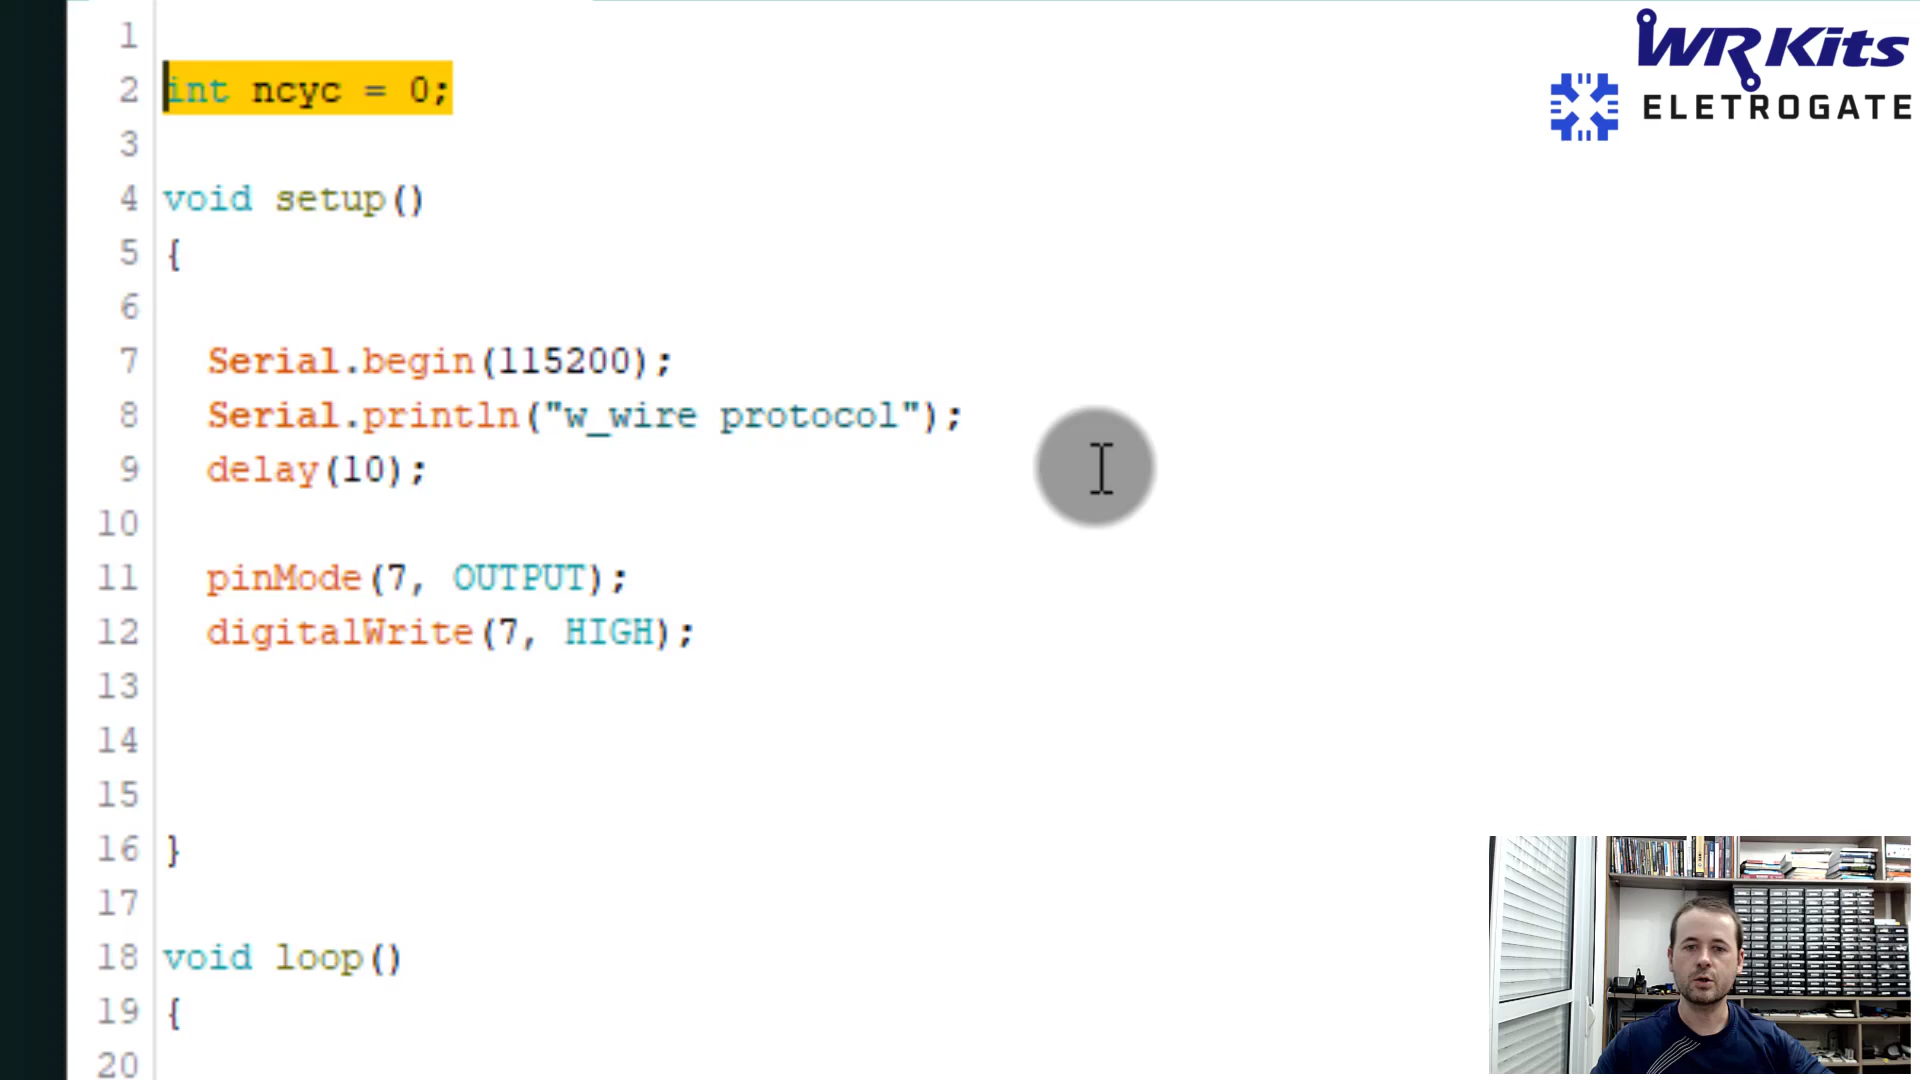 WR Kits
ELETROGATE
1
2 int ncyc = 0;
3
4 void setup()
5 {
6
7 Serial.begin(115200);
8 Serial.println("w_wire protocol");
9 delay(10);
10
11 pinMode(7, OUTPUT);
12 digitalWrite(7, HIGH);
13
14
15
16 }
17
18 void loop()
19 {
20